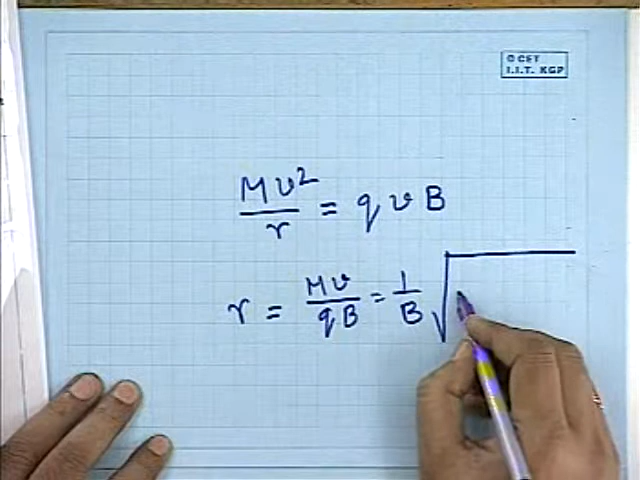 © CET
I.I.T. KGP
Mv²/r = qvB
r = Mv/qB = 1/B √